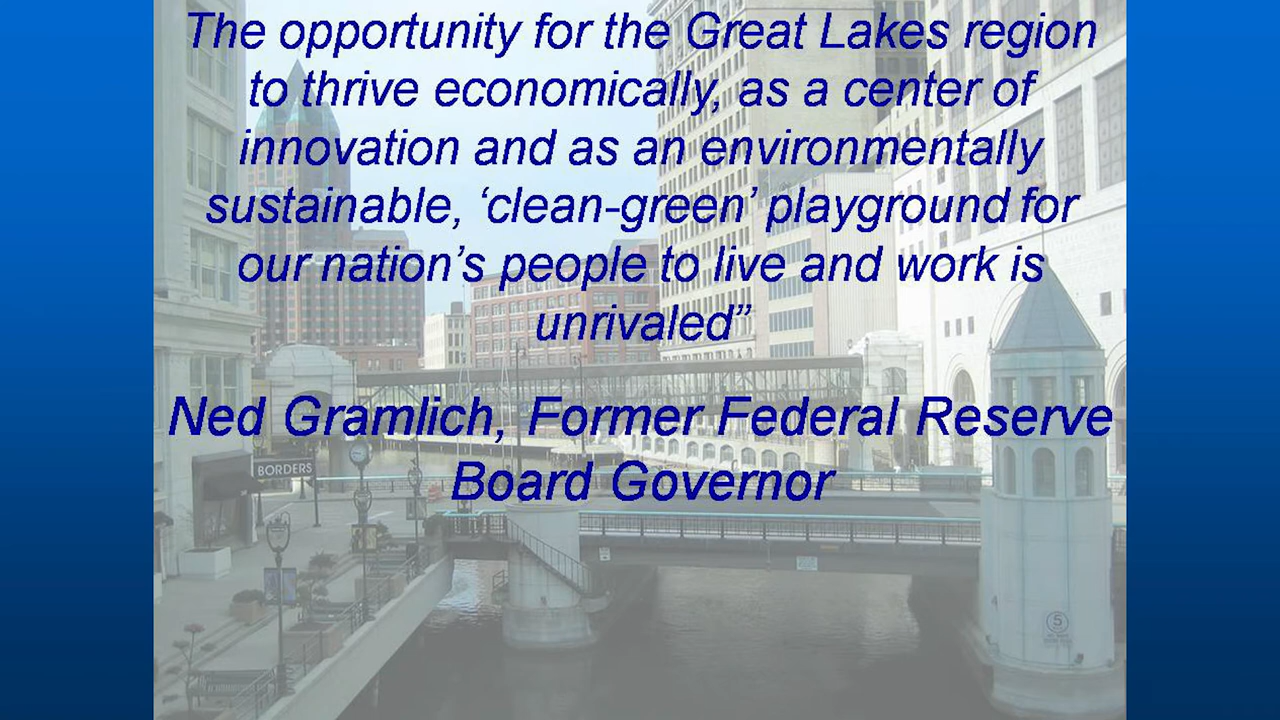 The opportunity for the Great Lakes region
to thrive economically, as a center of
innovation and as an environmentally
sustainable, ‘clean-green’ playground for
our nation’s people to live and work is
unrivaled”
Ned Gramlich, Former Federal Reserve
Board Governor
BORDERS
5